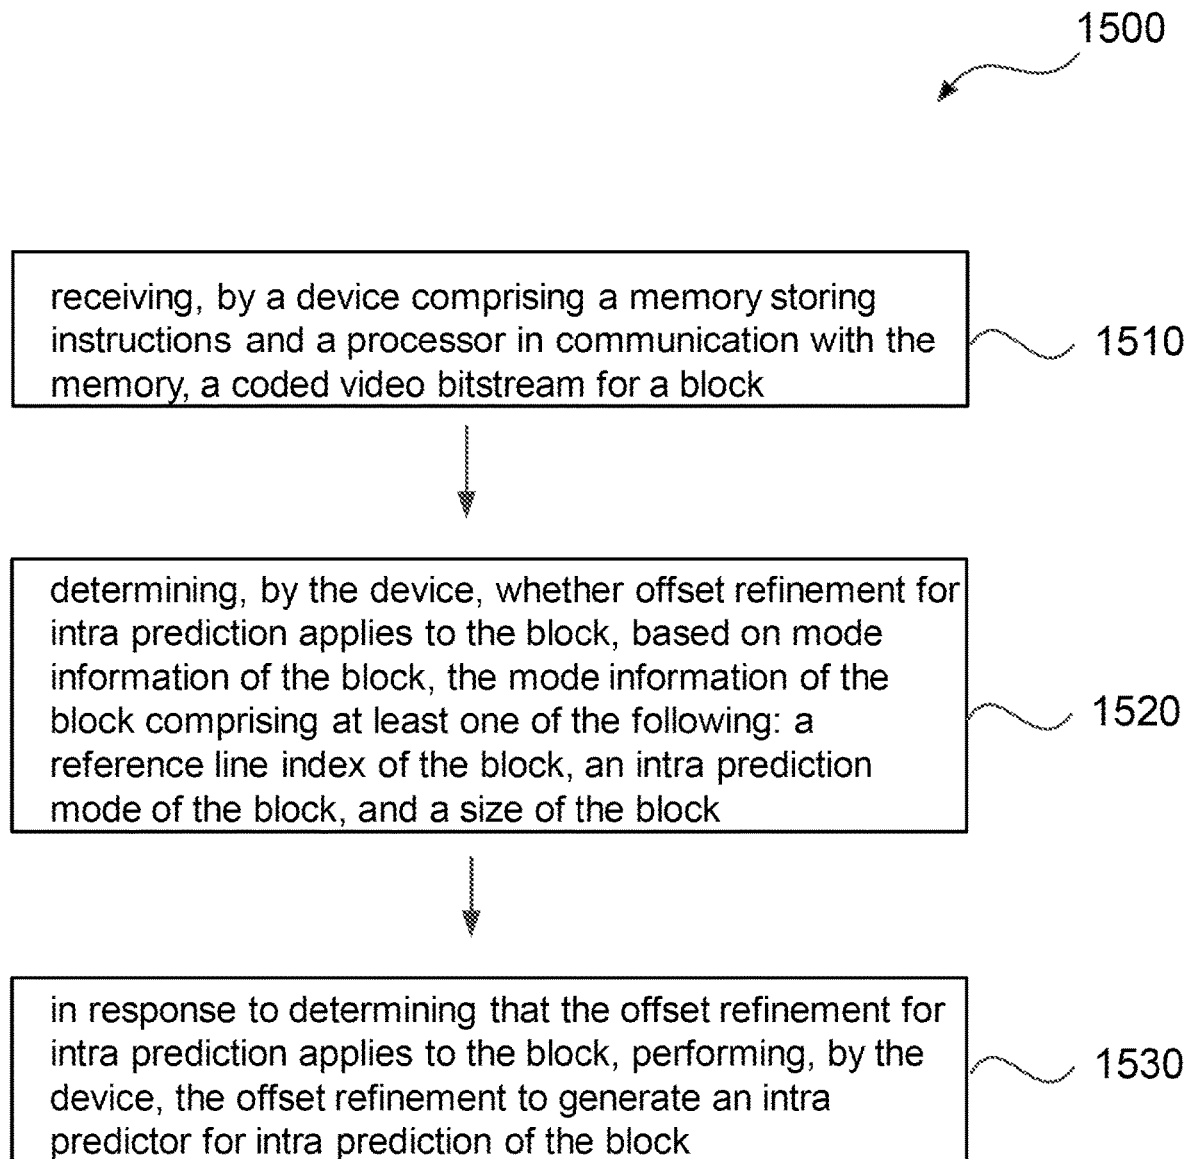 1500
receiving, by a device comprising a memory storing
instructions and a processor in communication with the
memory, a coded video bitstream for a block
1510
determining, by the device, whether offset refinement for
intra prediction applies to the block, based on mode
information of the block, the mode information of the
block comprising at least one of the following: a
reference line index of the block, an intra prediction
mode of the block, and a size of the block
1520
in response to determining that the offset refinement for
intra prediction applies to the block, performing, by the
device, the offset refinement to generate an intra
predictor for intra prediction of the block
1530